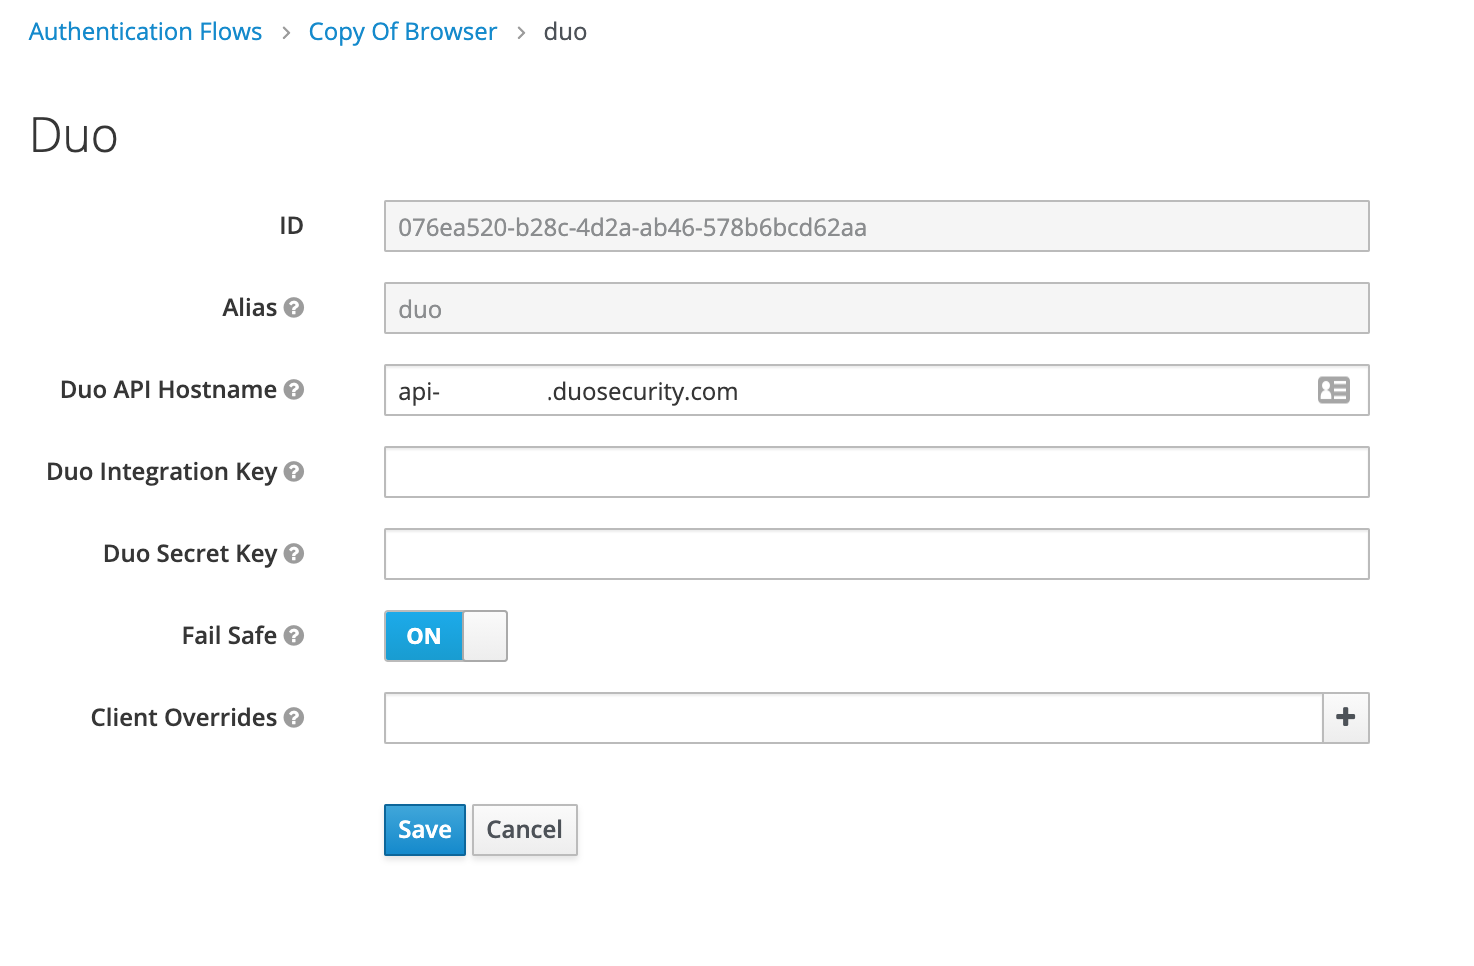 Authentication Flows > Copy Of Browser > duo
Duo
ID 076ea520-b28c-4d2a-ab46-578b6bcd62aa
Alias ? duo
Duo API Hostname ? api- .duosecurity.com
Duo Integration Key ?
Duo Secret Key ?
Fail Safe ? ON
Client Overrides ? +
Save Cancel